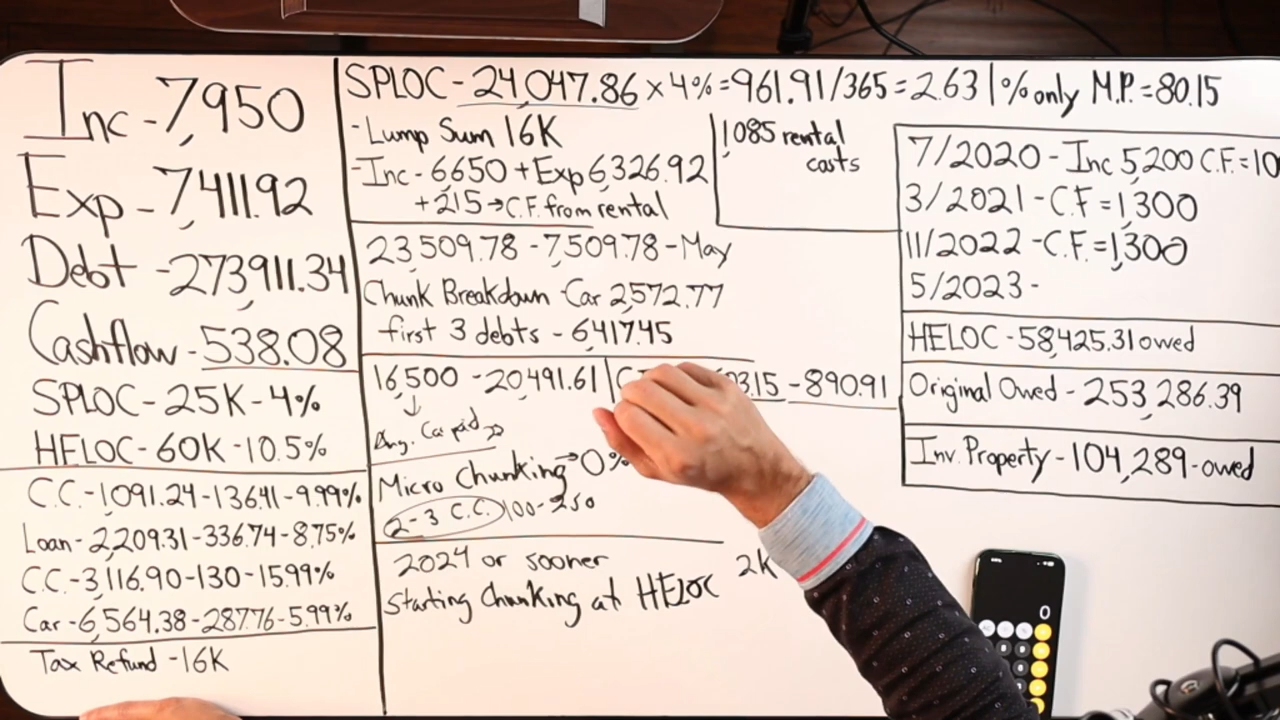 Inc - 7,950
Exp - 7,411.92
Debt - 273,911.34
Cashflow - 538.08
SPLOC - 25K - 4%
HELOC - 60K - 10.5%
C.C. - 1,091.24 - 136.41 - 9.99%
Loan - 2,209.31 - 336.74 - 8.75%
C.C. - 3,116.90 - 130 - 15.99%
Car - 6,564.38 - 287.76 - 5.99%
Tax Refund - 16K
SPLOC - 24,047.86 x 4% = 961.91/365 = 2.63 | % only M.P. = 80.15
- Lump Sum 16K
- Inc - 6650 + Exp 6,326.92
+ 215 → C.F. from rental
1,085 rental
costs
23,509.78 - 7,509.78 - May
Chunk Breakdown - Car 2,572.77
first 3 debts - 6,417.45
16,500 - 20,491.61 | 03.15 - 890.91
Car paid
Micro Chunking → 0%
2-3 C.C. 100-250
2024 or sooner
Starting Chunking at HELOC 2K
7/2020 - Inc 5,200 C.F. = 10
3/2021 - C.F = 1,300
11/2022 - C.F. = 1,300
5/2023 -
HELOC - 58,425.31 owed
Original Owed - 253,286.39
Inv. Property - 104,289 - owed
0